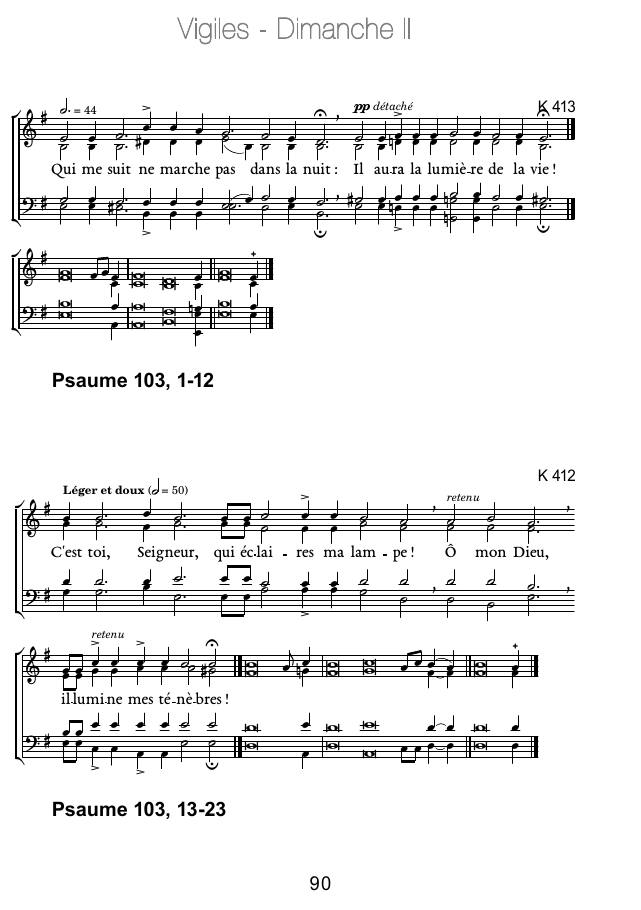 Vigiles - Dimanche II
K 413
𝅗𝅥. = 44
pp détaché
Qui me suit ne marche pas dans la nuit : Il au-ra la lumiè-re de la vie !
Psaume 103, 1-12
K 412
Léger et doux (𝅗𝅥 = 50)
retenu
C'est toi, Seigneur, qui éc-lai - res ma lam - pe ! Ô mon Dieu,
retenu
il-lumi-ne mes té-nè-bres !
Psaume 103, 13-23
90